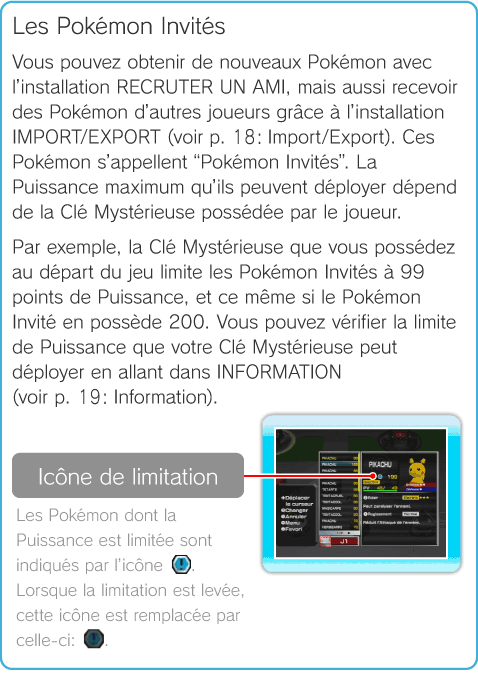 Les Pokémon Invités
Vous pouvez obtenir de nouveaux Pokémon avec
l'installation RECRUTER UN AMI, mais aussi recevoir
des Pokémon d'autres joueurs grâce à l'installation
IMPORT/EXPORT (voir p. 18: Import/Export). Ces
Pokémon s'appellent “Pokémon Invités”. La
Puissance maximum qu'ils peuvent déployer dépend
de la Clé Mystérieuse possédée par le joueur.
Par exemple, la Clé Mystérieuse que vous possédez
au départ du jeu limite les Pokémon Invités à 99
points de Puissance, et ce même si le Pokémon
Invité en possède 200. Vous pouvez vérifier la limite
de Puissance que votre Clé Mystérieuse peut
déployer en allant dans INFORMATION
(voir p. 19: Information).
Icône de limitation
Les Pokémon dont la
Puissance est limitée sont
indiqués par l'icône .
Lorsque la limitation est levée,
cette icône est remplacée par
celle-ci: .
PIKACHU
Déplacer
le curseur
Changer
Annuler
Menu
Favori
J1